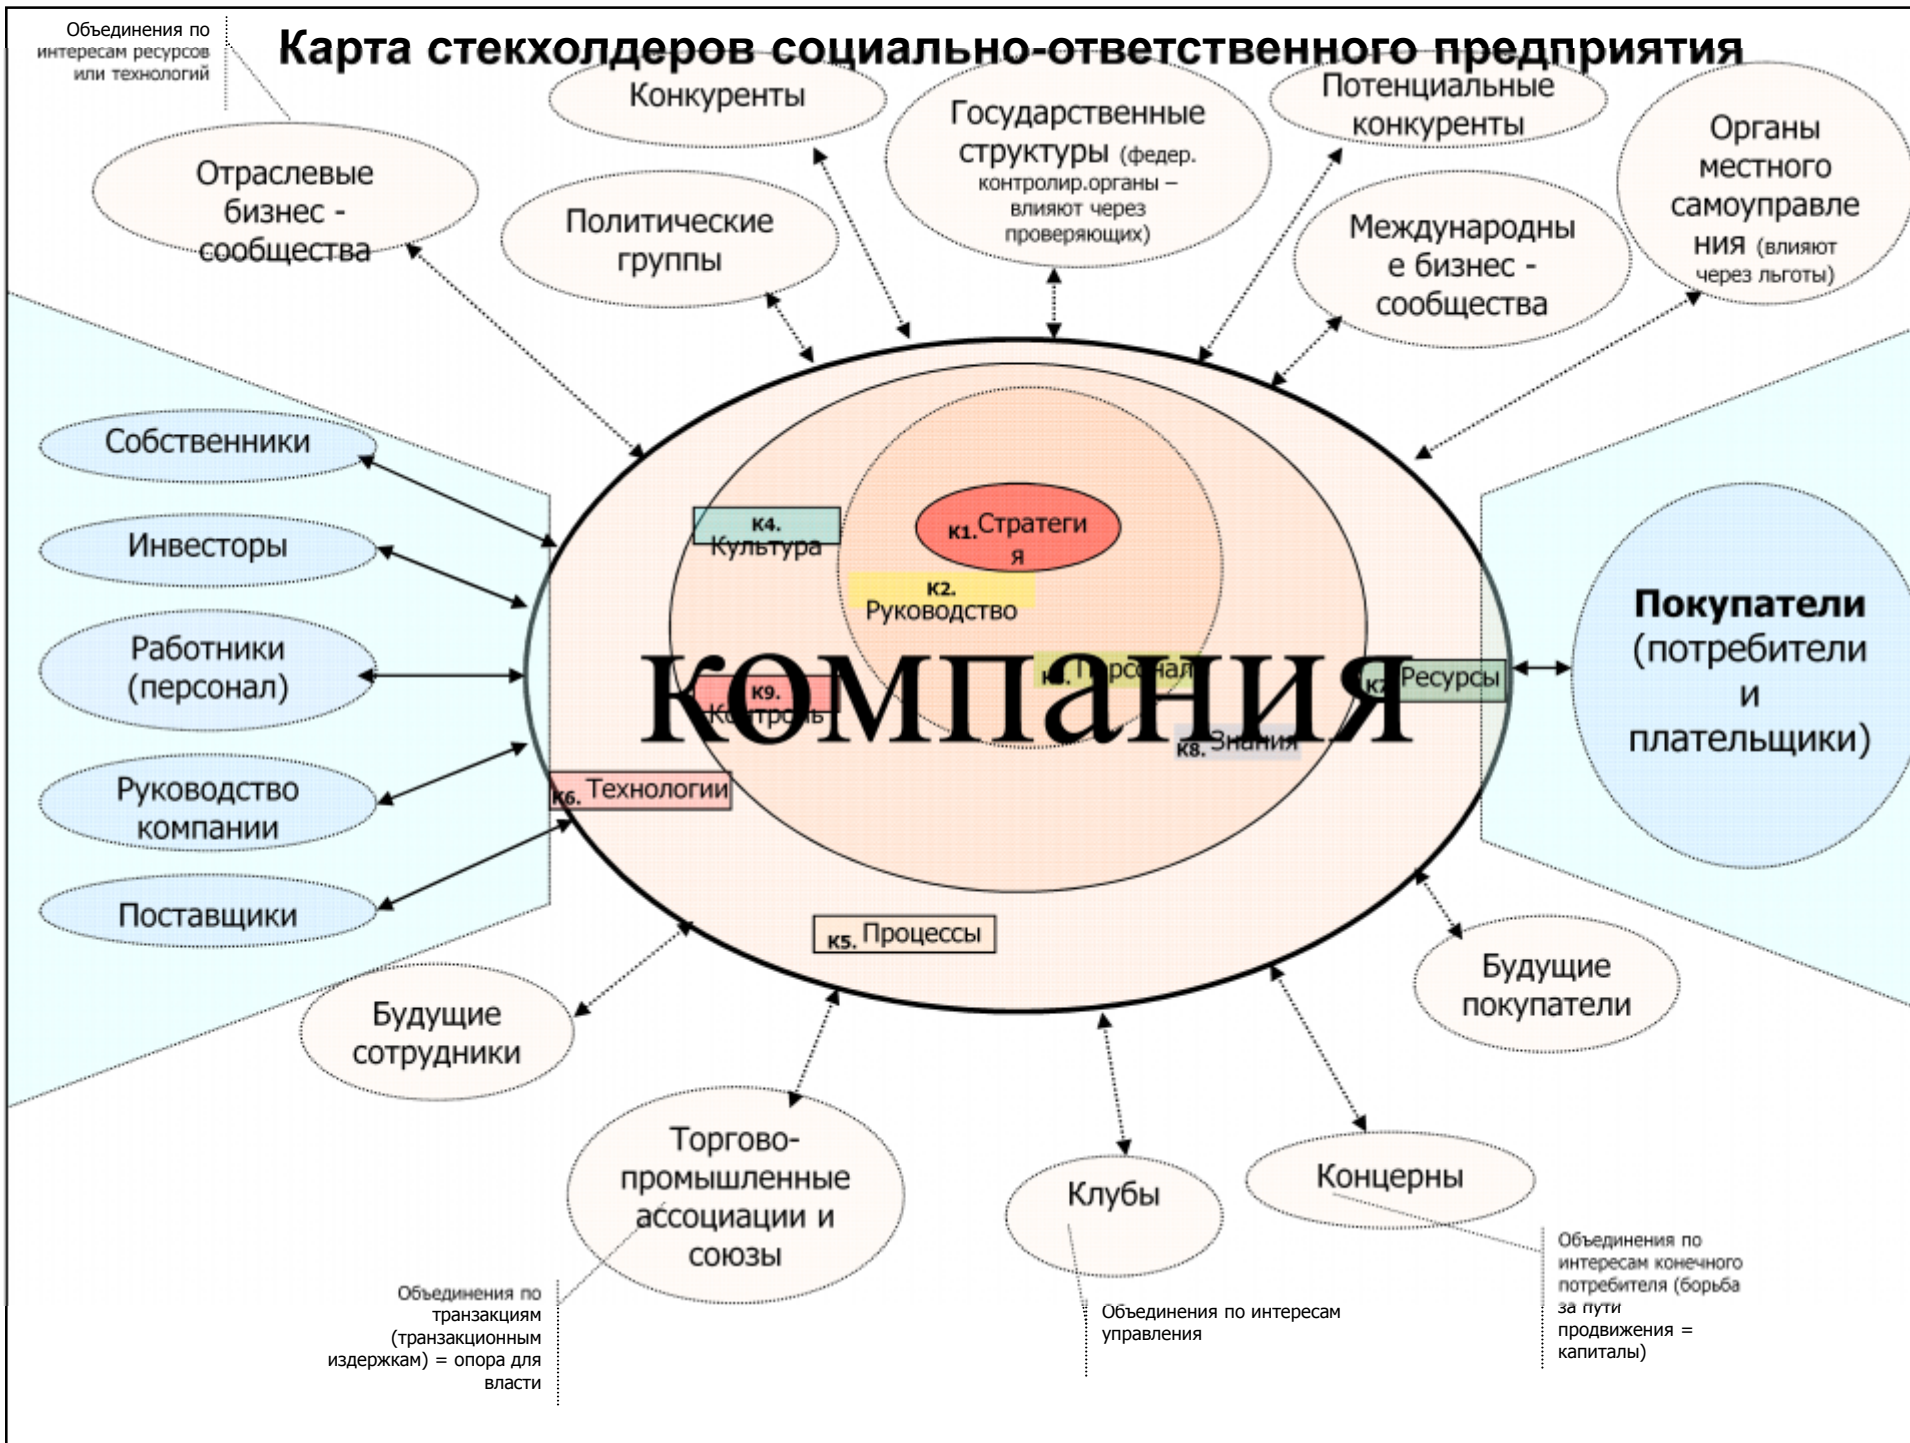 Объединения по
интересам ресурсов
или технологий
Карта стекхолдеров социально-ответственного предприятия
Конкуренты
Государственные
структуры (федер.
контролир.органы –
влияют через
проверяющих)
Потенциальные
конкуренты
Органы
местного
самоуправле
ния (влияют
через льготы)
Отраслевые
бизнес -
сообщества
Политические
группы
Международны
е бизнес -
сообщества
Собственники
Инвесторы
Работники
(персонал)
Руководство
компании
Поставщики
К1. Стратеги
я
К4.
Культура
К2.
Руководство
Персонал
К7. Ресурсы
компания
К9.
Контроль
К8. Знания
К6. Технологии
К5. Процессы
Покупатели
(потребители
и
плательщики)
Будущие
сотрудники
Будущие
покупатели
Торгово-
промышленные
ассоциации и
союзы
Клубы
Концерны
Объединения по
транзакциям
(транзакционным
издержкам) = опора для
власти
Объединения по интересам
управления
Объединения по
интересам конечного
потребителя (борьба
за пути
продвижения =
капиталы)